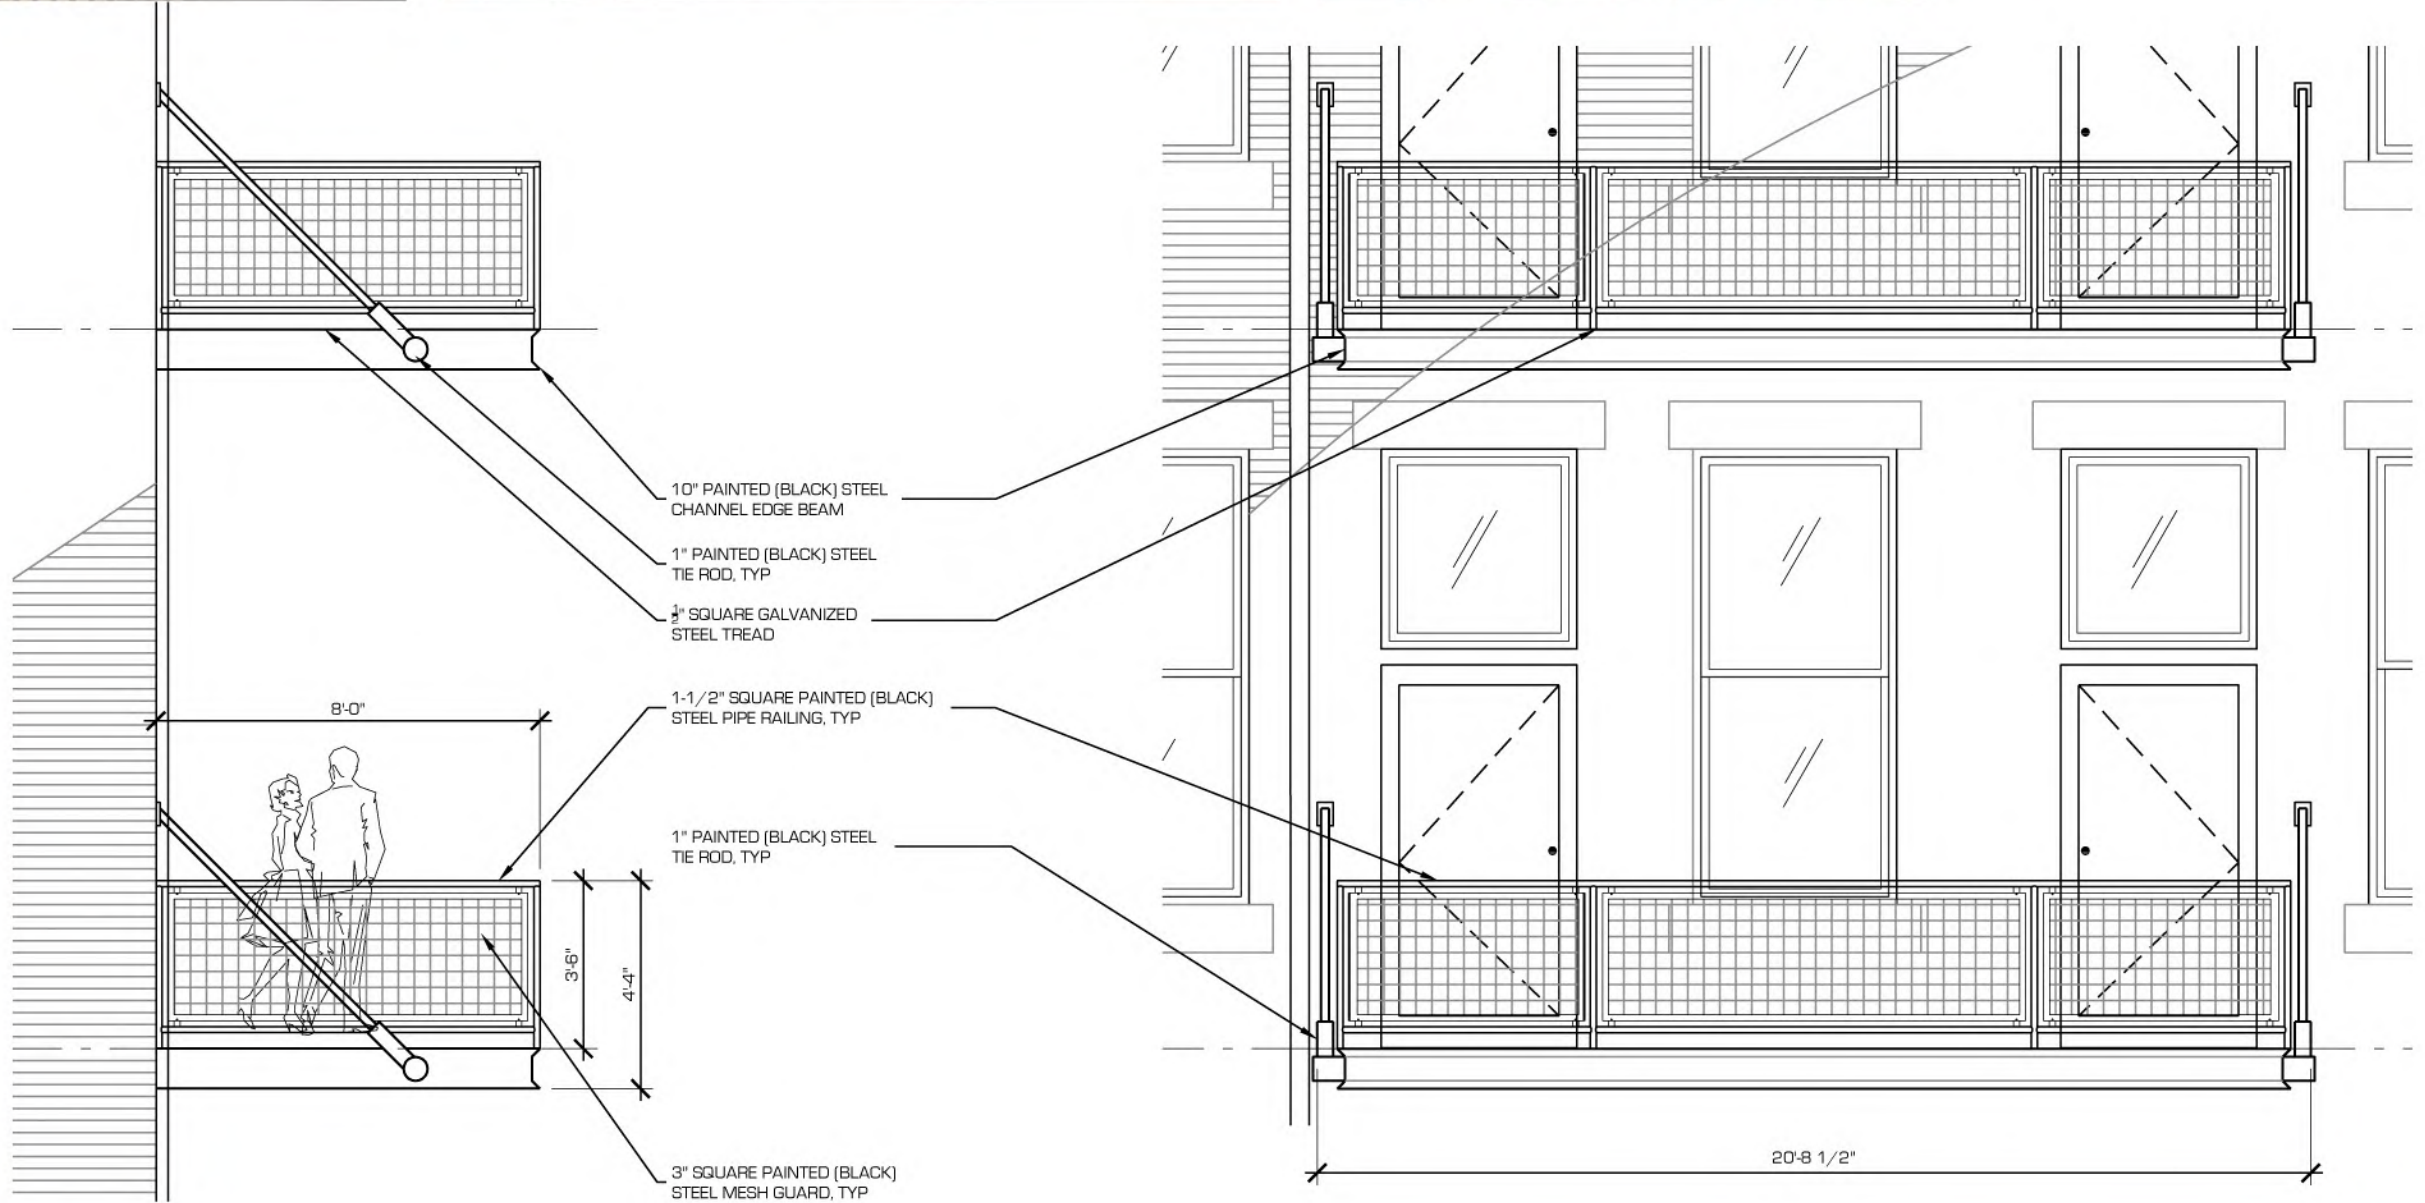 10" PAINTED (BLACK) STEEL
CHANNEL EDGE BEAM
1" PAINTED (BLACK) STEEL
TIE ROD, TYP
1/2" SQUARE GALVANIZED
STEEL TREAD
1-1/2" SQUARE PAINTED (BLACK)
STEEL PIPE RAILING, TYP
8'-0"
1" PAINTED (BLACK) STEEL
TIE ROD, TYP
3'-6"
4'-4"
3" SQUARE PAINTED (BLACK)
STEEL MESH GUARD, TYP
20'-8 1/2"